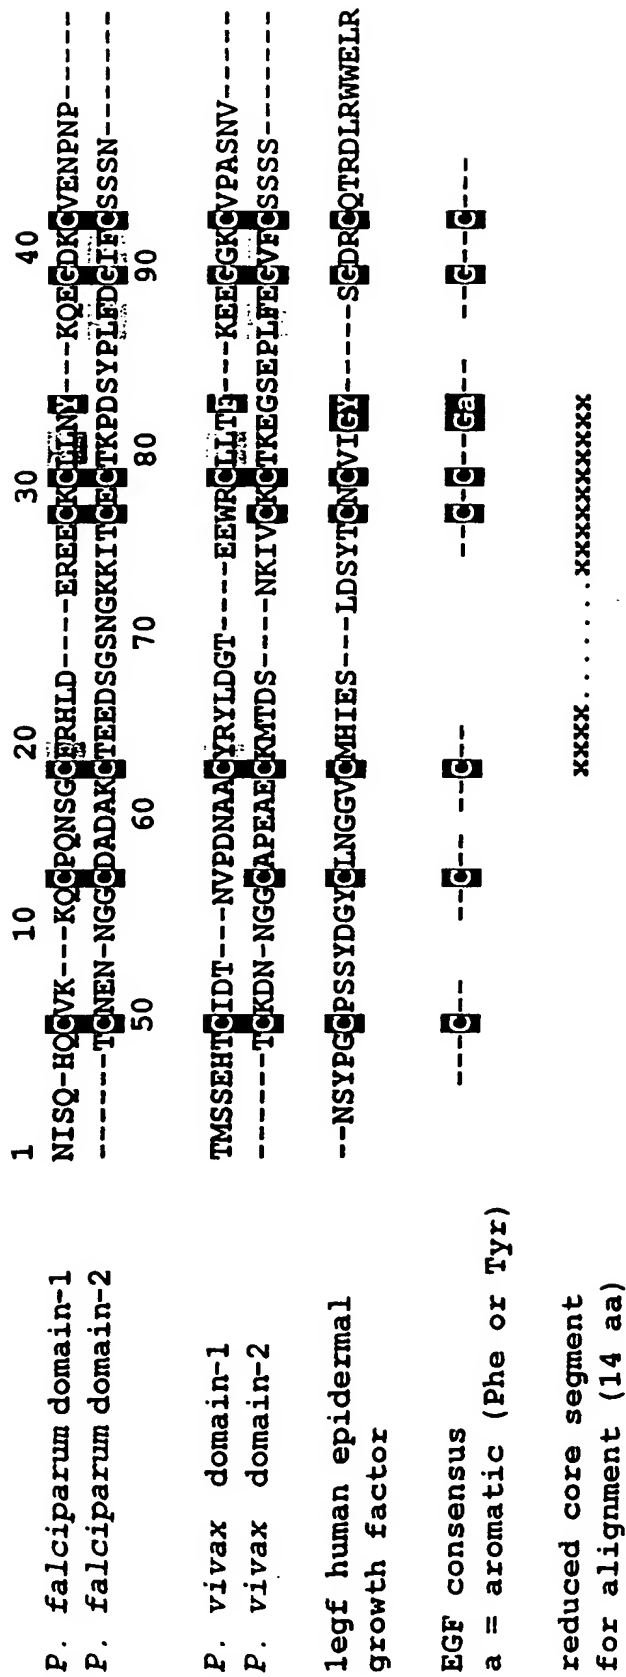 1 10 20 30 40
P. falciparum domain-1 NISQ-HQCVK---KQCPQNSGCFRHLD----EREECKCLLNY---KQEGDKCVENPNP-----
P. falciparum domain-2 ------TCNEN-NGGCDADAKCTEEDSGSNGKKITCECTKPDSYPLFDGIFCSSSN------
50 60 70 80 90
P. vivax domain-1 TMSSEHTCIDT---NVPDNAACYRYLDGT----EEWRCLLTF---KEEGGKCVPASNV-----
P. vivax domain-2 ------TCKDN-NGGCAPEAECKMTDS----NKIVCKCTKEGSEPLFEGVFCSSSS-------
1egf human epidermal --NSYPGCPSSYDGYCLNGGVCMHIES---LDSYTCNCVIGY-----SGDRCQTRDLRWWELR
growth factor
EGF consensus ---C-- --C-- --C-- --C-C--Ga-- --G--C---
a = aromatic (Phe or Tyr)
reduced core segment xxxx.......xxxxxxxxxx
for alignment (14 aa)